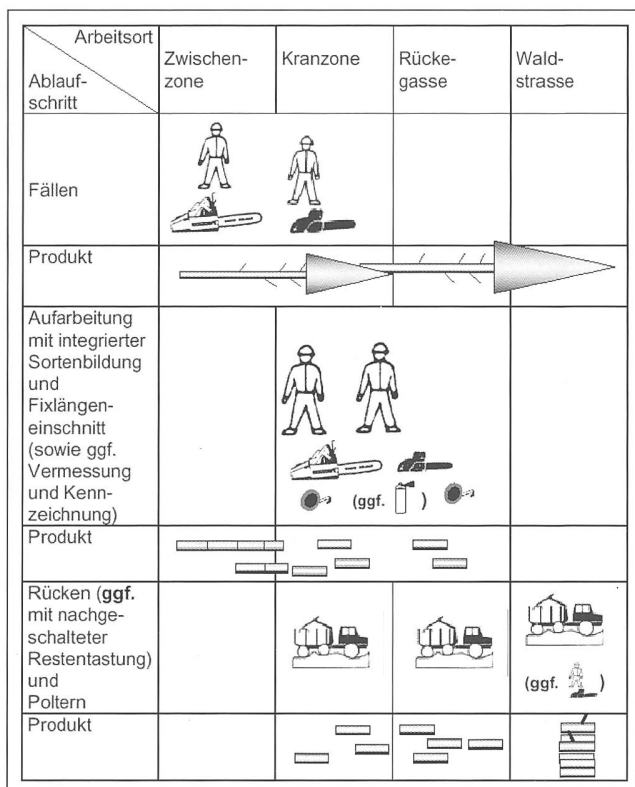 Arbeitsort
Ablauf-
schritt
Zwischen-
zone
Kranzone
Rücke-
gasse
Wald-
strasse
Fällen
Produkt
Aufarbeitung
mit integrierter
Sortenbildung
und
Fixlängen-
einschnitt
(sowie ggf.
Vermessung
und Kenn-
zeichnung)
(ggf. )
Produkt
Rücken (ggf.
mit nachge-
schalteter
Restentastung)
und
Poltern
(ggf. )
Produkt